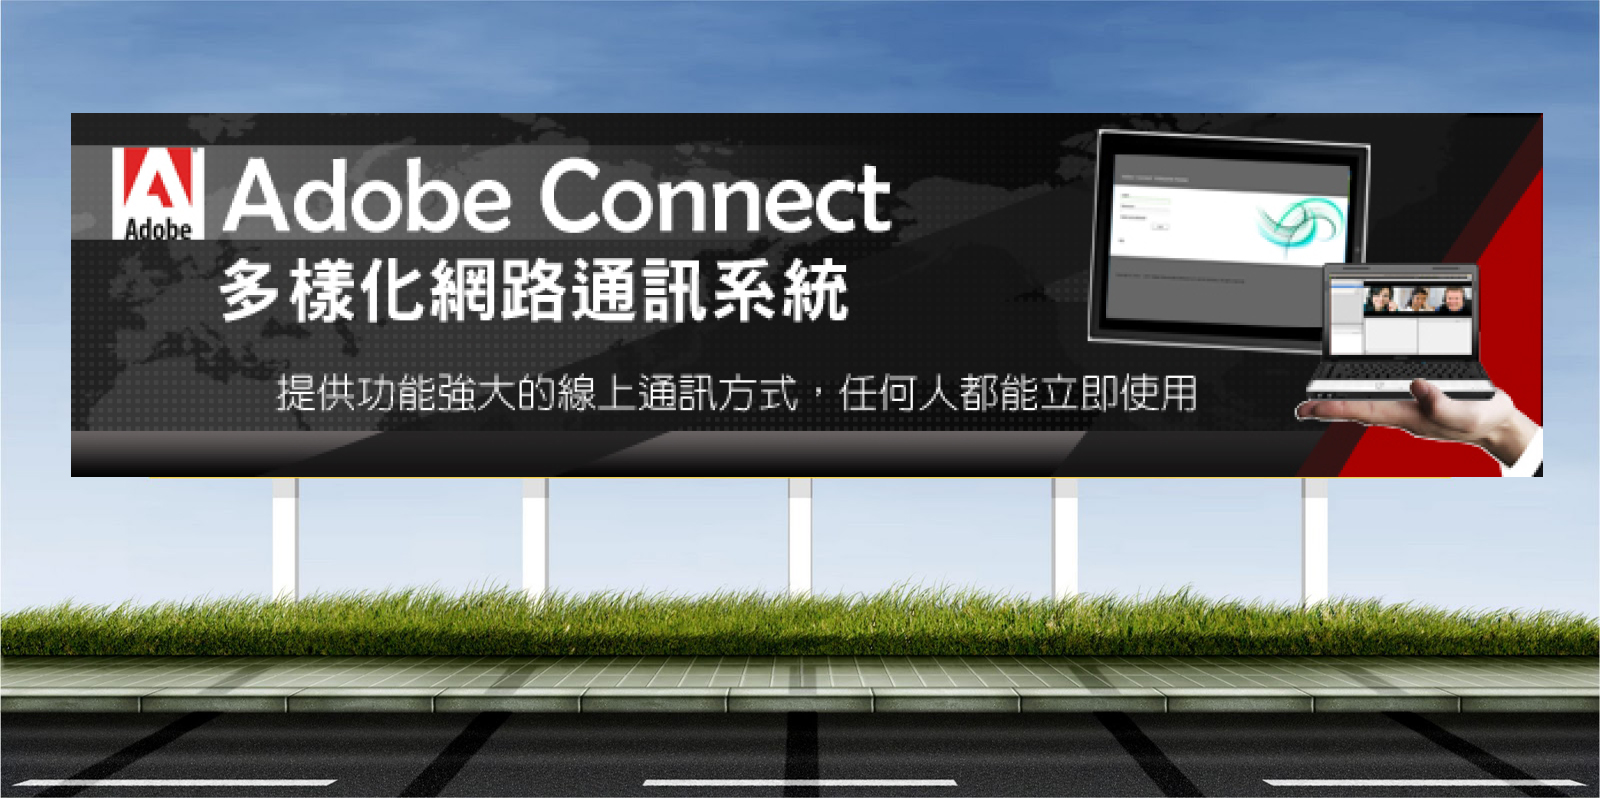 Adobe
Adobe Connect
多樣化網路通訊系統
提供功能強大的線上通訊方式，任何人都能立即使用